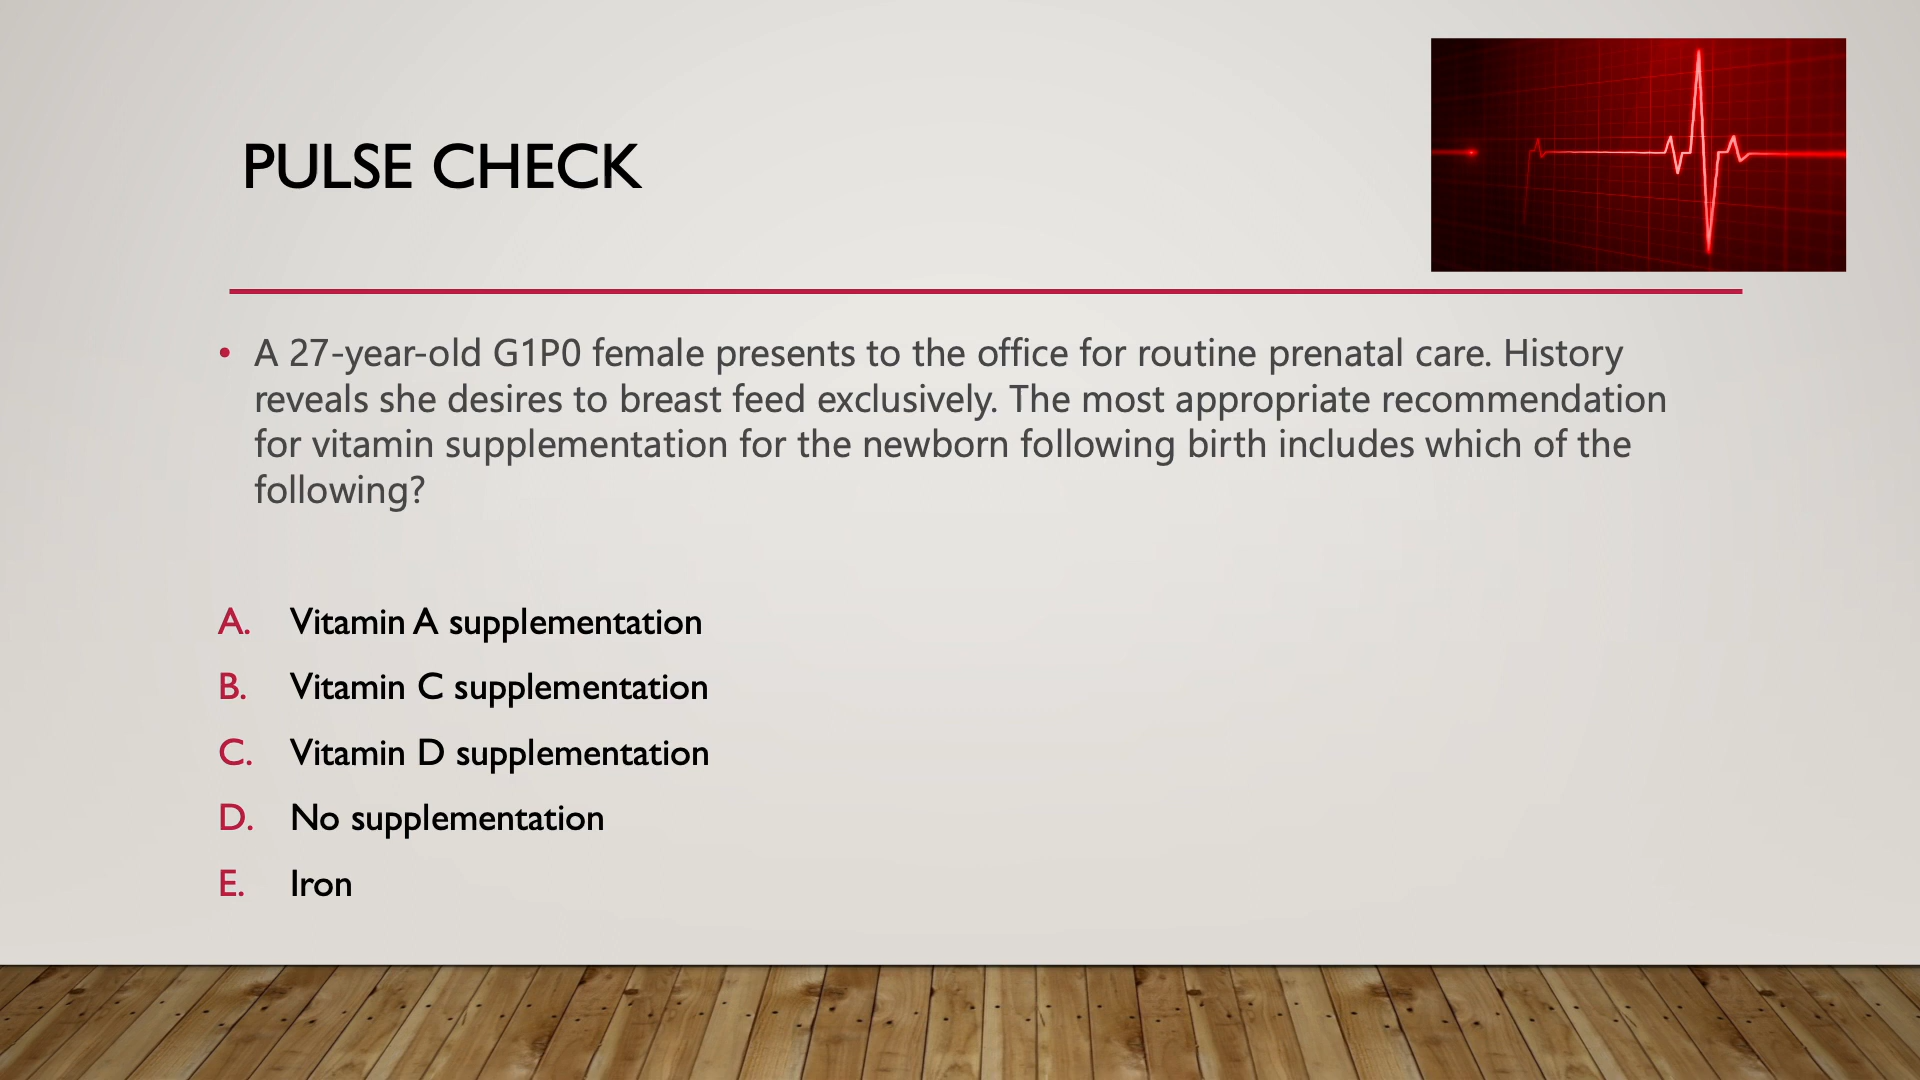 PULSE CHECK
• A 27-year-old G1P0 female presents to the office for routine prenatal care. History
reveals she desires to breast feed exclusively. The most appropriate recommendation
for vitamin supplementation for the newborn following birth includes which of the
following?
A. Vitamin A supplementation
B. Vitamin C supplementation
C. Vitamin D supplementation
D. No supplementation
E. Iron